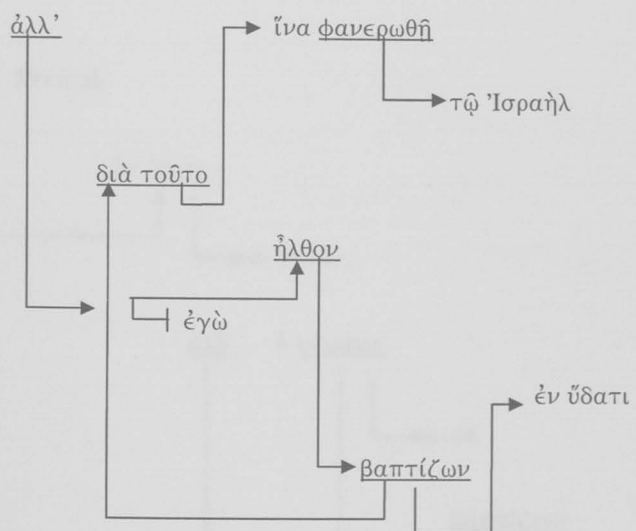 ἀλλ’ ἵνα φανερωθῇ
τῷ Ἰσραὴλ
διὰ τοῦτο
ἦλθον
ἐγὼ
ἐν ὕδατι
βαπτίζων